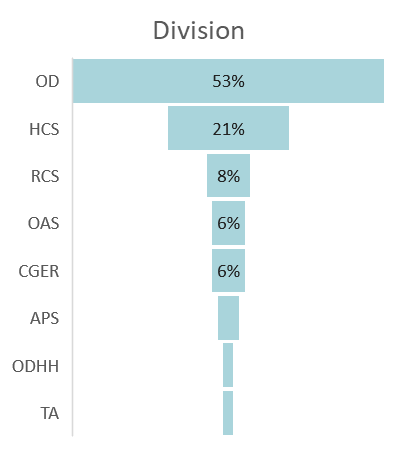 Division
OD 53%
HCS 21%
RCS 8%
OAS 6%
CGER 6%
APS
ODHH
TA